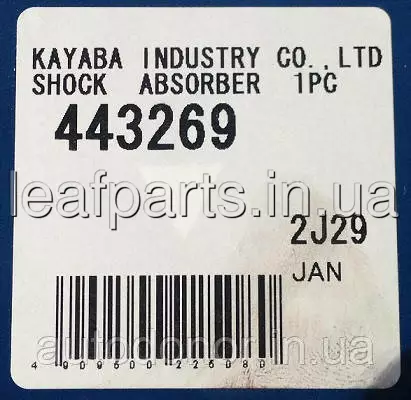 KAYABA INDUSTRY CO.,LTD
SHOCK ABSORBER 1PC
443269
leafparts.in.ua
2J29
JAN
autodonor.in.ua